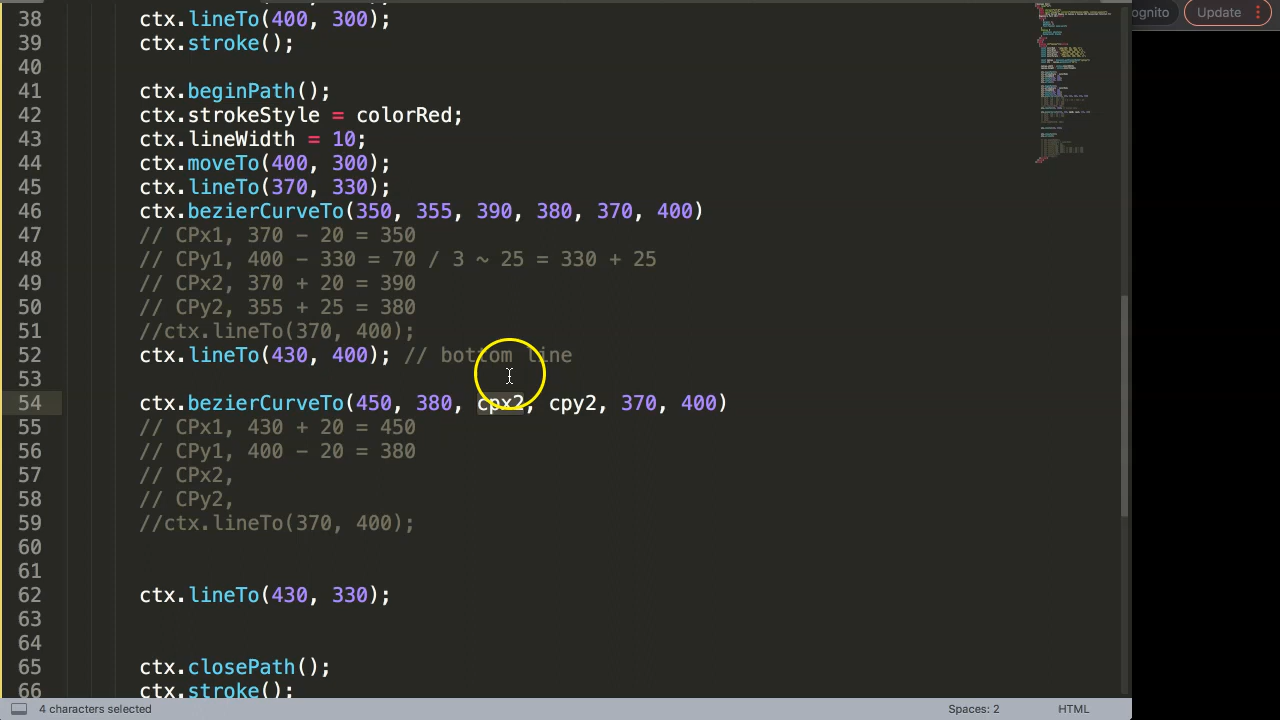 38 ctx.lineTo(400, 300);
39 ctx.stroke();
40
41 ctx.beginPath();
42 ctx.strokeStyle = colorRed;
43 ctx.lineWidth = 10;
44 ctx.moveTo(400, 300);
45 ctx.lineTo(370, 330);
46 ctx.bezierCurveTo(350, 355, 390, 380, 370, 400)
47 // CPx1, 370 - 20 = 350
48 // CPy1, 400 - 330 = 70 / 3 ~ 25 = 330 + 25
49 // CPx2, 370 + 20 = 390
50 // CPy2, 355 + 25 = 380
51 //ctx.lineTo(370, 400);
52 ctx.lineTo(430, 400); // bottom line
53
54 ctx.bezierCurveTo(450, 380, cpx2, cpy2, 370, 400)
55 // CPx1, 430 + 20 = 450
56 // CPy1, 400 - 20 = 380
57 // CPx2,
58 // CPy2,
59 //ctx.lineTo(370, 400);
60
61
62 ctx.lineTo(430, 330);
63
64
65 ctx.closePath();
66 ctx.stroke();
4 characters selected
Spaces: 2
HTML
Update